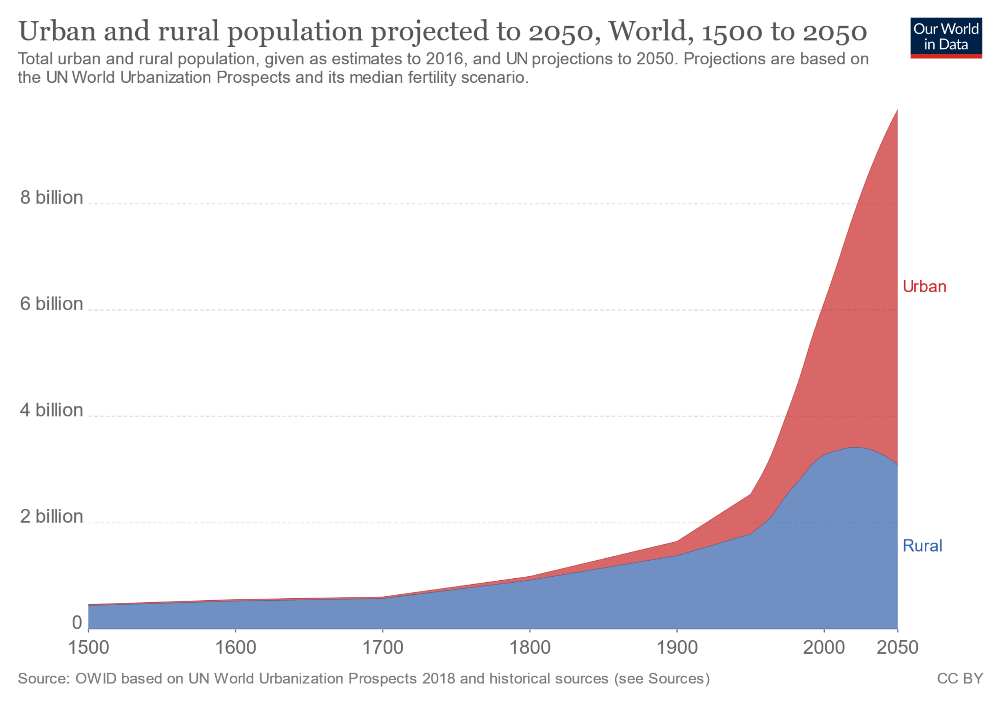 Urban and rural population projected to 2050, World, 1500 to 2050
Our World
in Data
Total urban and rural population, given as estimates to 2016, and UN projections to 2050. Projections are based on
the UN World Urbanization Prospects and its median fertility scenario.
8 billion
6 billion
Urban
4 billion
2 billion
Rural
0
1500 1600 1700 1800 1900 2000 2050
Source: OWID based on UN World Urbanization Prospects 2018 and historical sources (see Sources)
CC BY